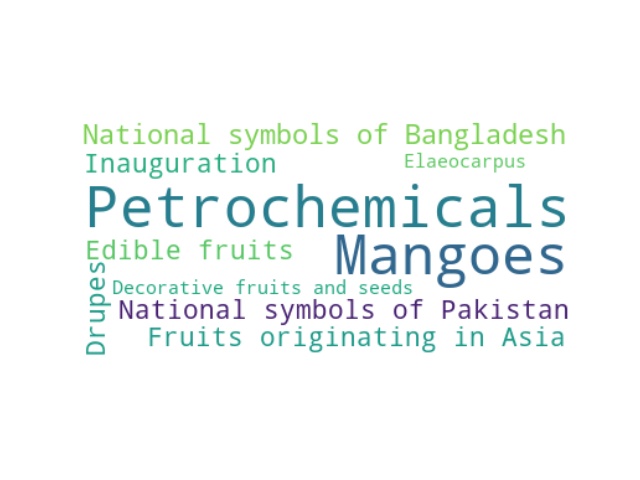 National symbols of Bangladesh
Inauguration
Elaeocarpus
Petrochemicals
Edible fruits
Mangoes
Drupes
Decorative fruits and seeds
National symbols of Pakistan
Fruits originating in Asia